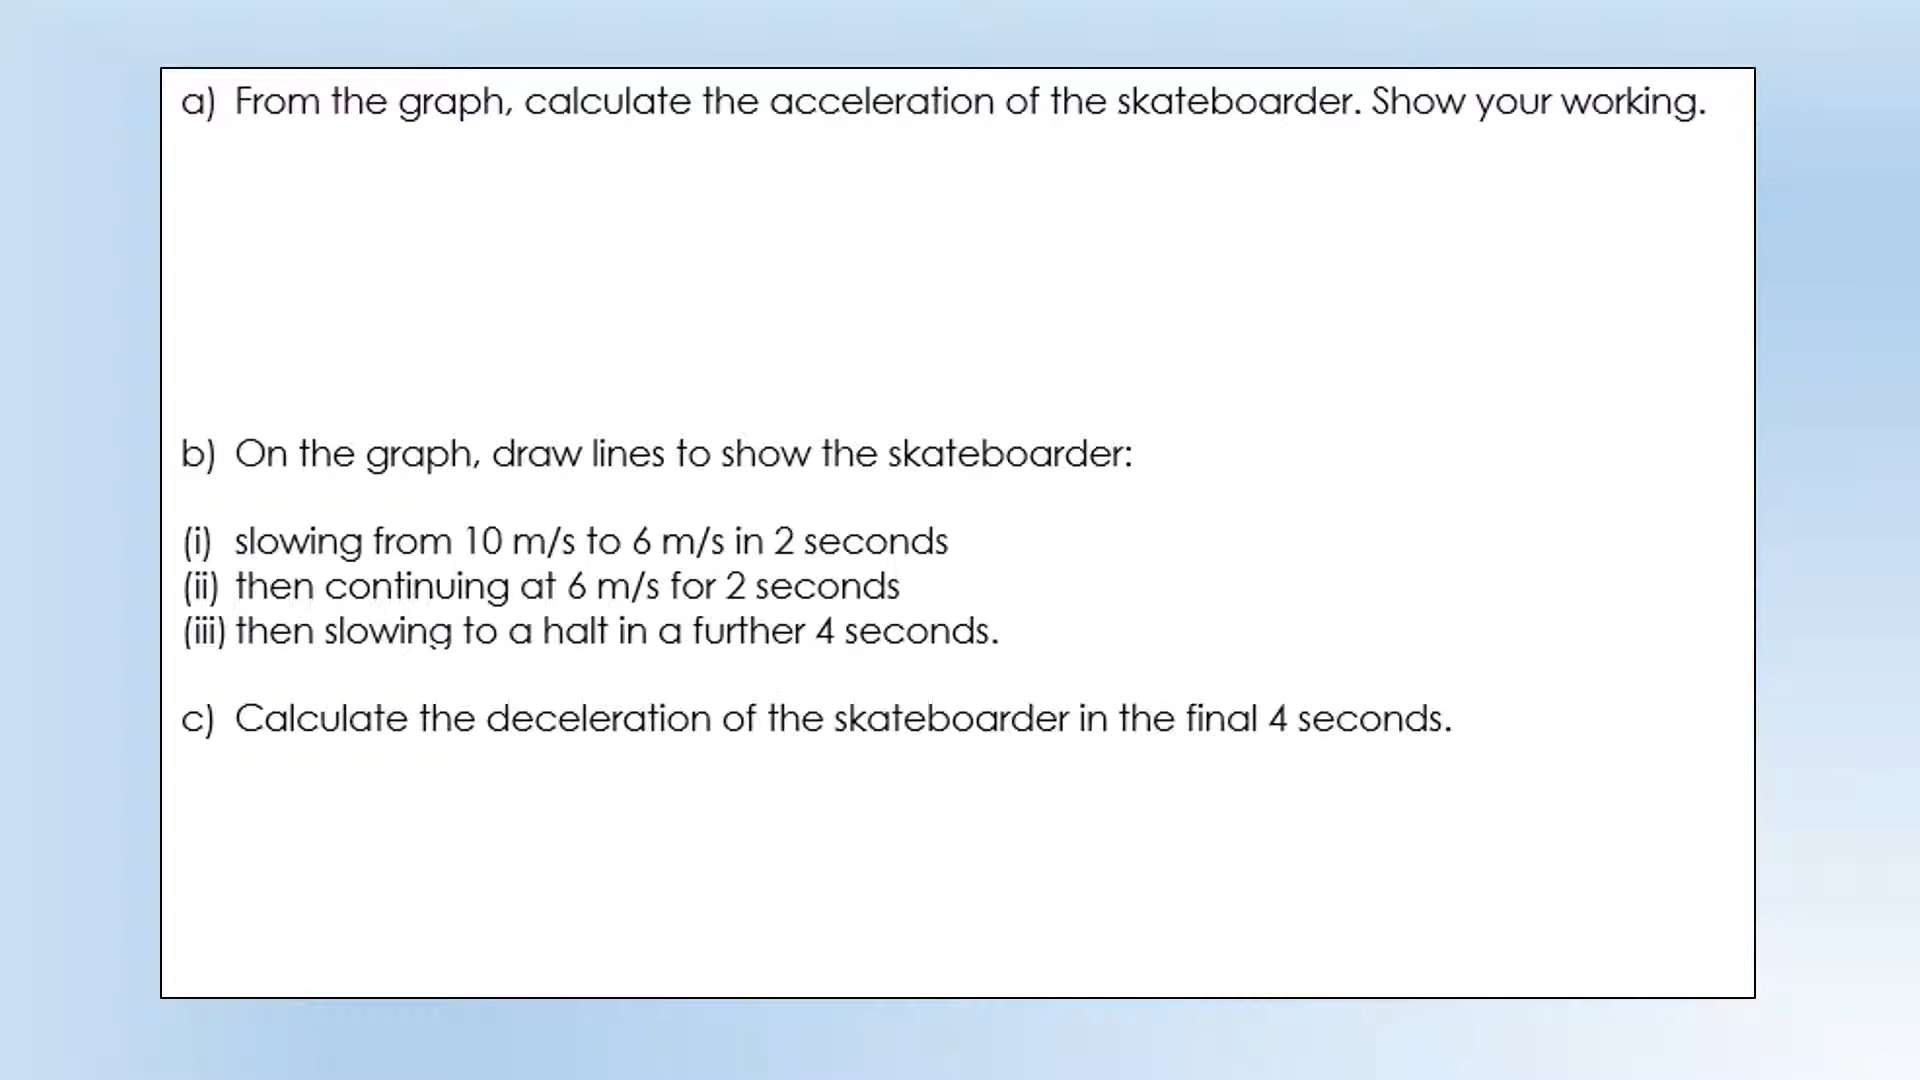 a) From the graph, calculate the acceleration of the skateboarder. Show your working.
b) On the graph, draw lines to show the skateboarder:
(i) slowing from 10 m/s to 6 m/s in 2 seconds
(ii) then continuing at 6 m/s for 2 seconds
(iii) then slowing to a halt in a further 4 seconds.
c) Calculate the deceleration of the skateboarder in the final 4 seconds.